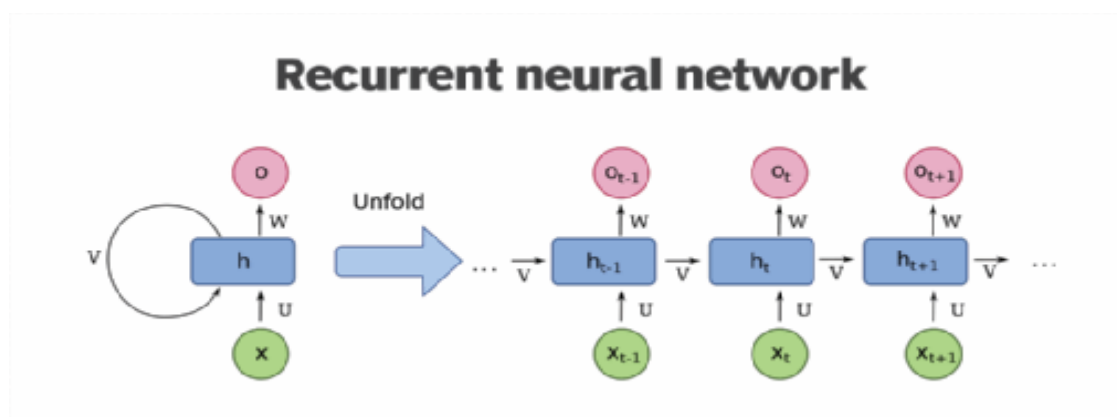 Recurrent neural network
o o_{t-1} o_t o_{t+1}
Unfold
W W W W
V h ... V h_{t-1} V h_t V h_{t+1} V ...
U U U U
x x_{t-1} x_t x_{t+1}